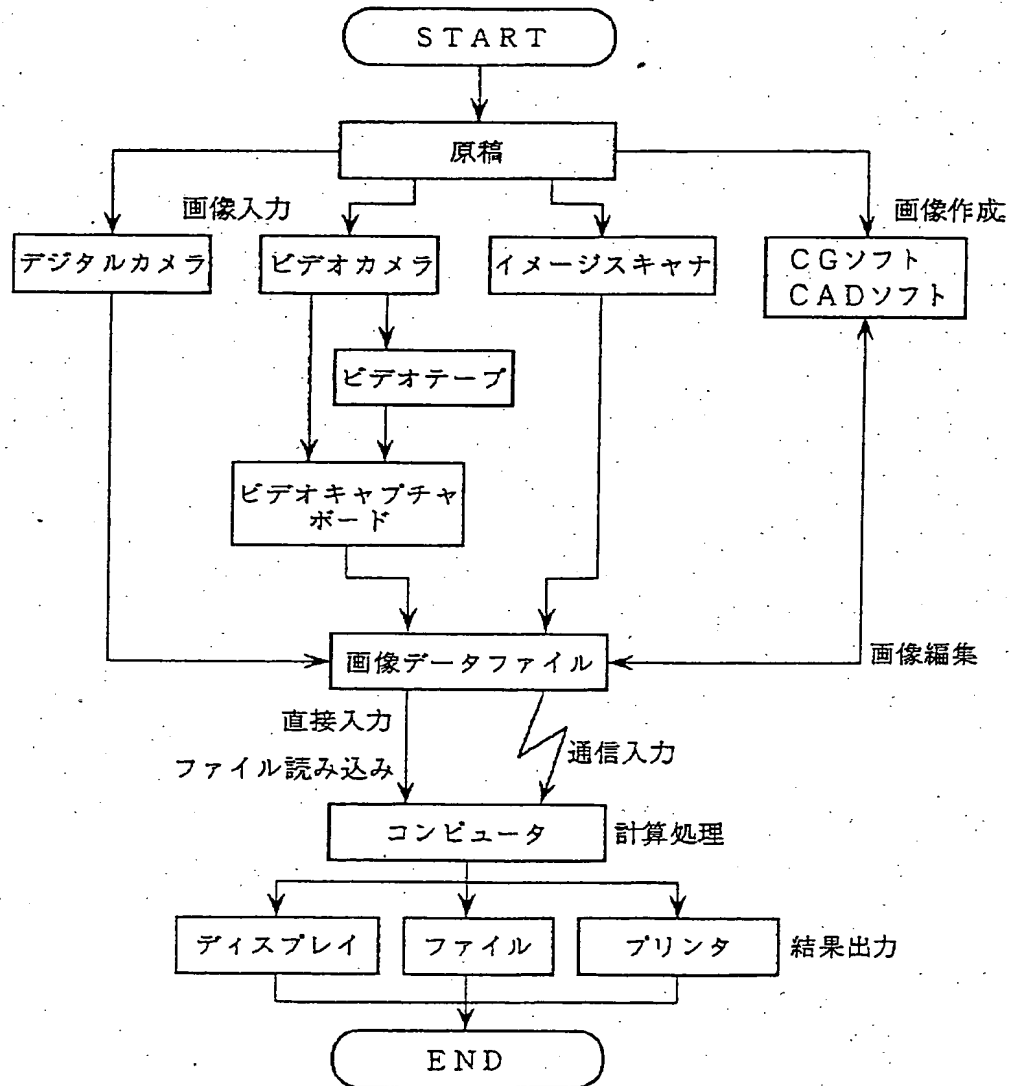 START
原稿
画像入力
画像作成
デジタルカメラ
ビデオカメラ
イメージスキャナ
CGソフト
CADソフト
ビデオテープ
ビデオキャプチャ
ボード
画像データファイル
画像編集
直接入力
ファイル読み込み
通信入力
コンピュータ
計算処理
ディスプレイ
ファイル
プリンタ
結果出力
END